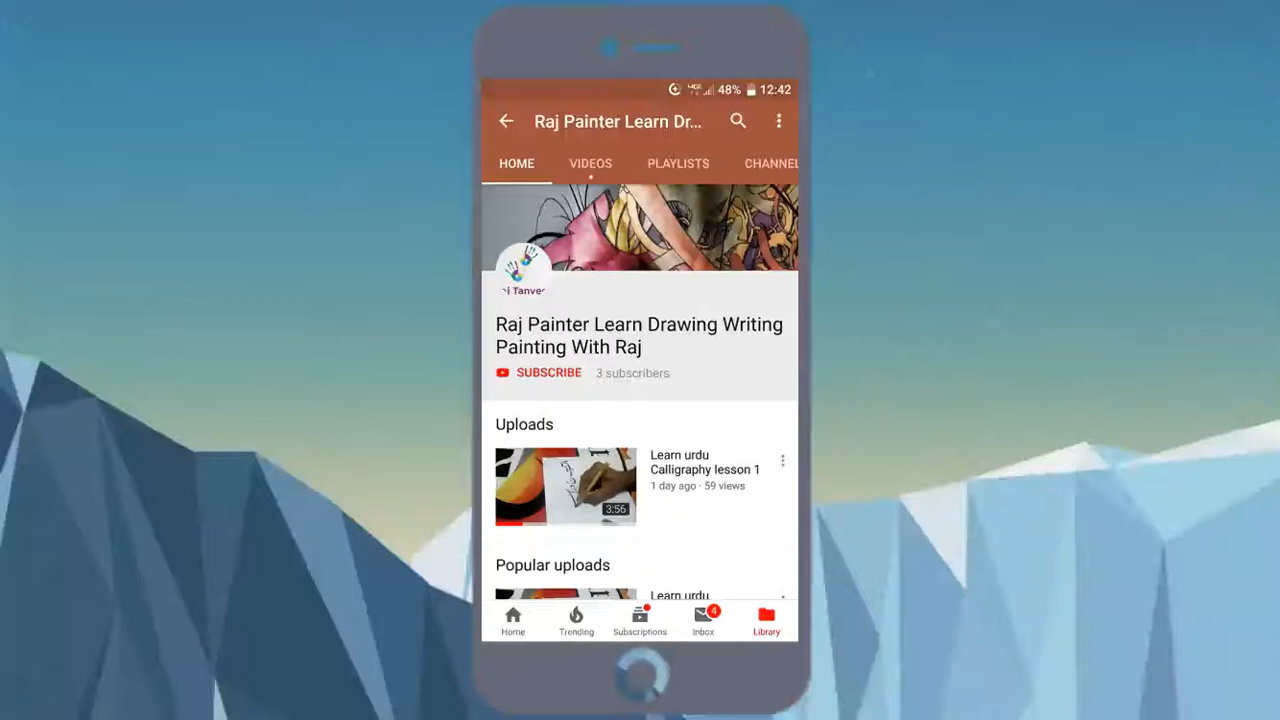 48% 12:42
Raj Painter Learn Dr...
HOME VIDEOS PLAYLISTS CHANNEL
Raj Painter Learn Drawing Writing
Painting With Raj
SUBSCRIBE 3 subscribers
Uploads
Learn urdu
Calligraphy lesson 1
1 day ago · 59 views
3:56
Popular uploads
Learn urdu
Home Trending Subscriptions Inbox Library
4